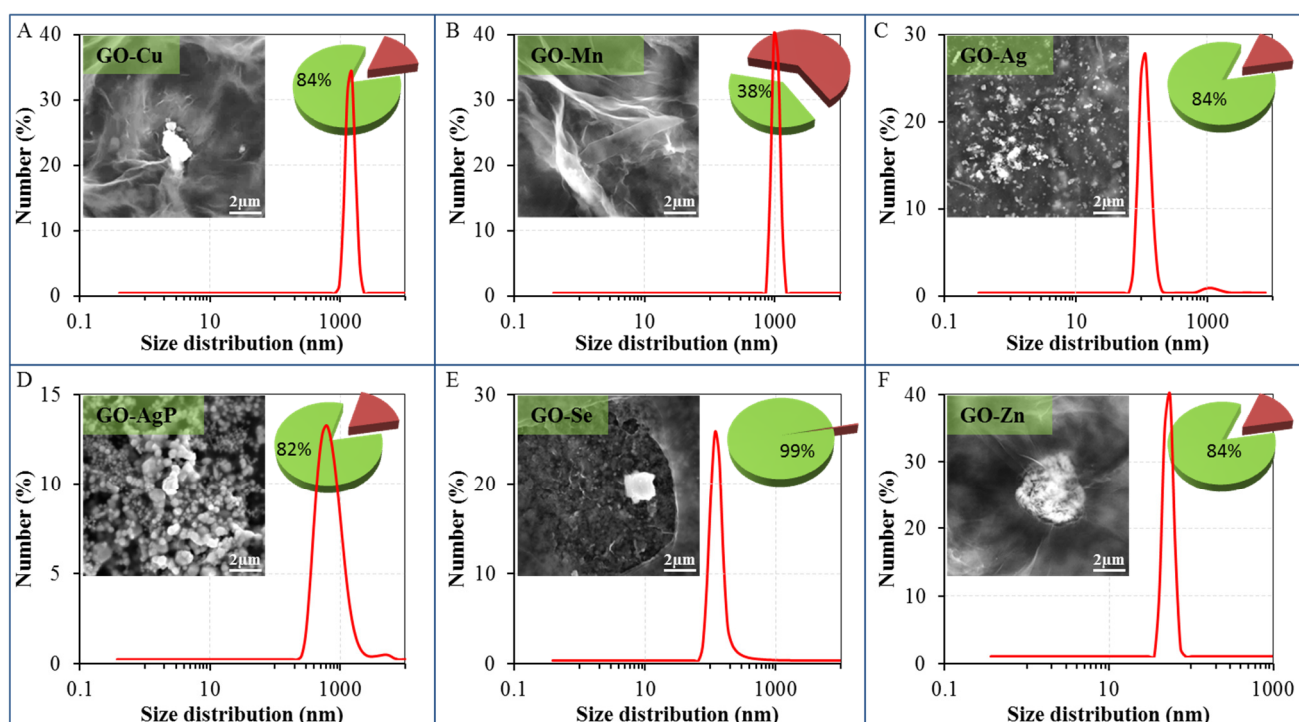 A
GO-Cu
84%
2µm
Number (%)
40
30
20
10
0
0.1 10 1000
Size distribution (nm)
B
GO-Mn
38%
2µm
Number (%)
40
30
20
10
0
0.1 10 1000
Size distribution (nm)
C
GO-Ag
84%
2µm
Number (%)
30
20
10
0
0.1 10 1000
Size distribution (nm)
D
GO-AgP
82%
2µm
Number (%)
15
10
5
0
0.1 10 1000
Size distribution (nm)
E
GO-Se
99%
2µm
Number (%)
30
20
10
0
0.1 10 1000
Size distribution (nm)
F
GO-Zn
84%
2µm
Number (%)
40
30
25
40
30
0.1 10 1000
Size distribution (nm)